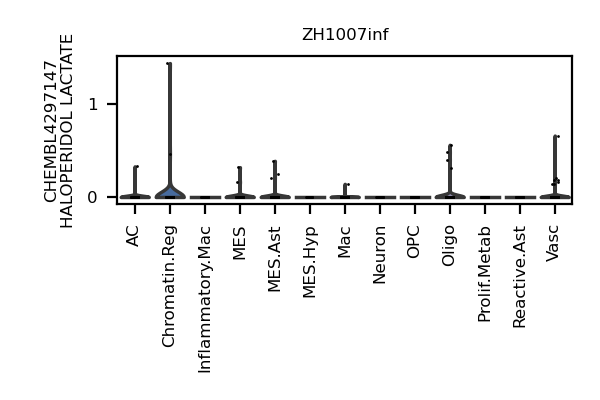 ZH1007inf
CHEMBL4297147
HALOPERIDOL LACTATE
1
0
AC
Chromatin.Reg
Inflammatory.Mac
MES
MES.Ast
MES.Hyp
Mac
Neuron
OPC
Oligo
Prolif.Metab
Reactive.Ast
Vasc